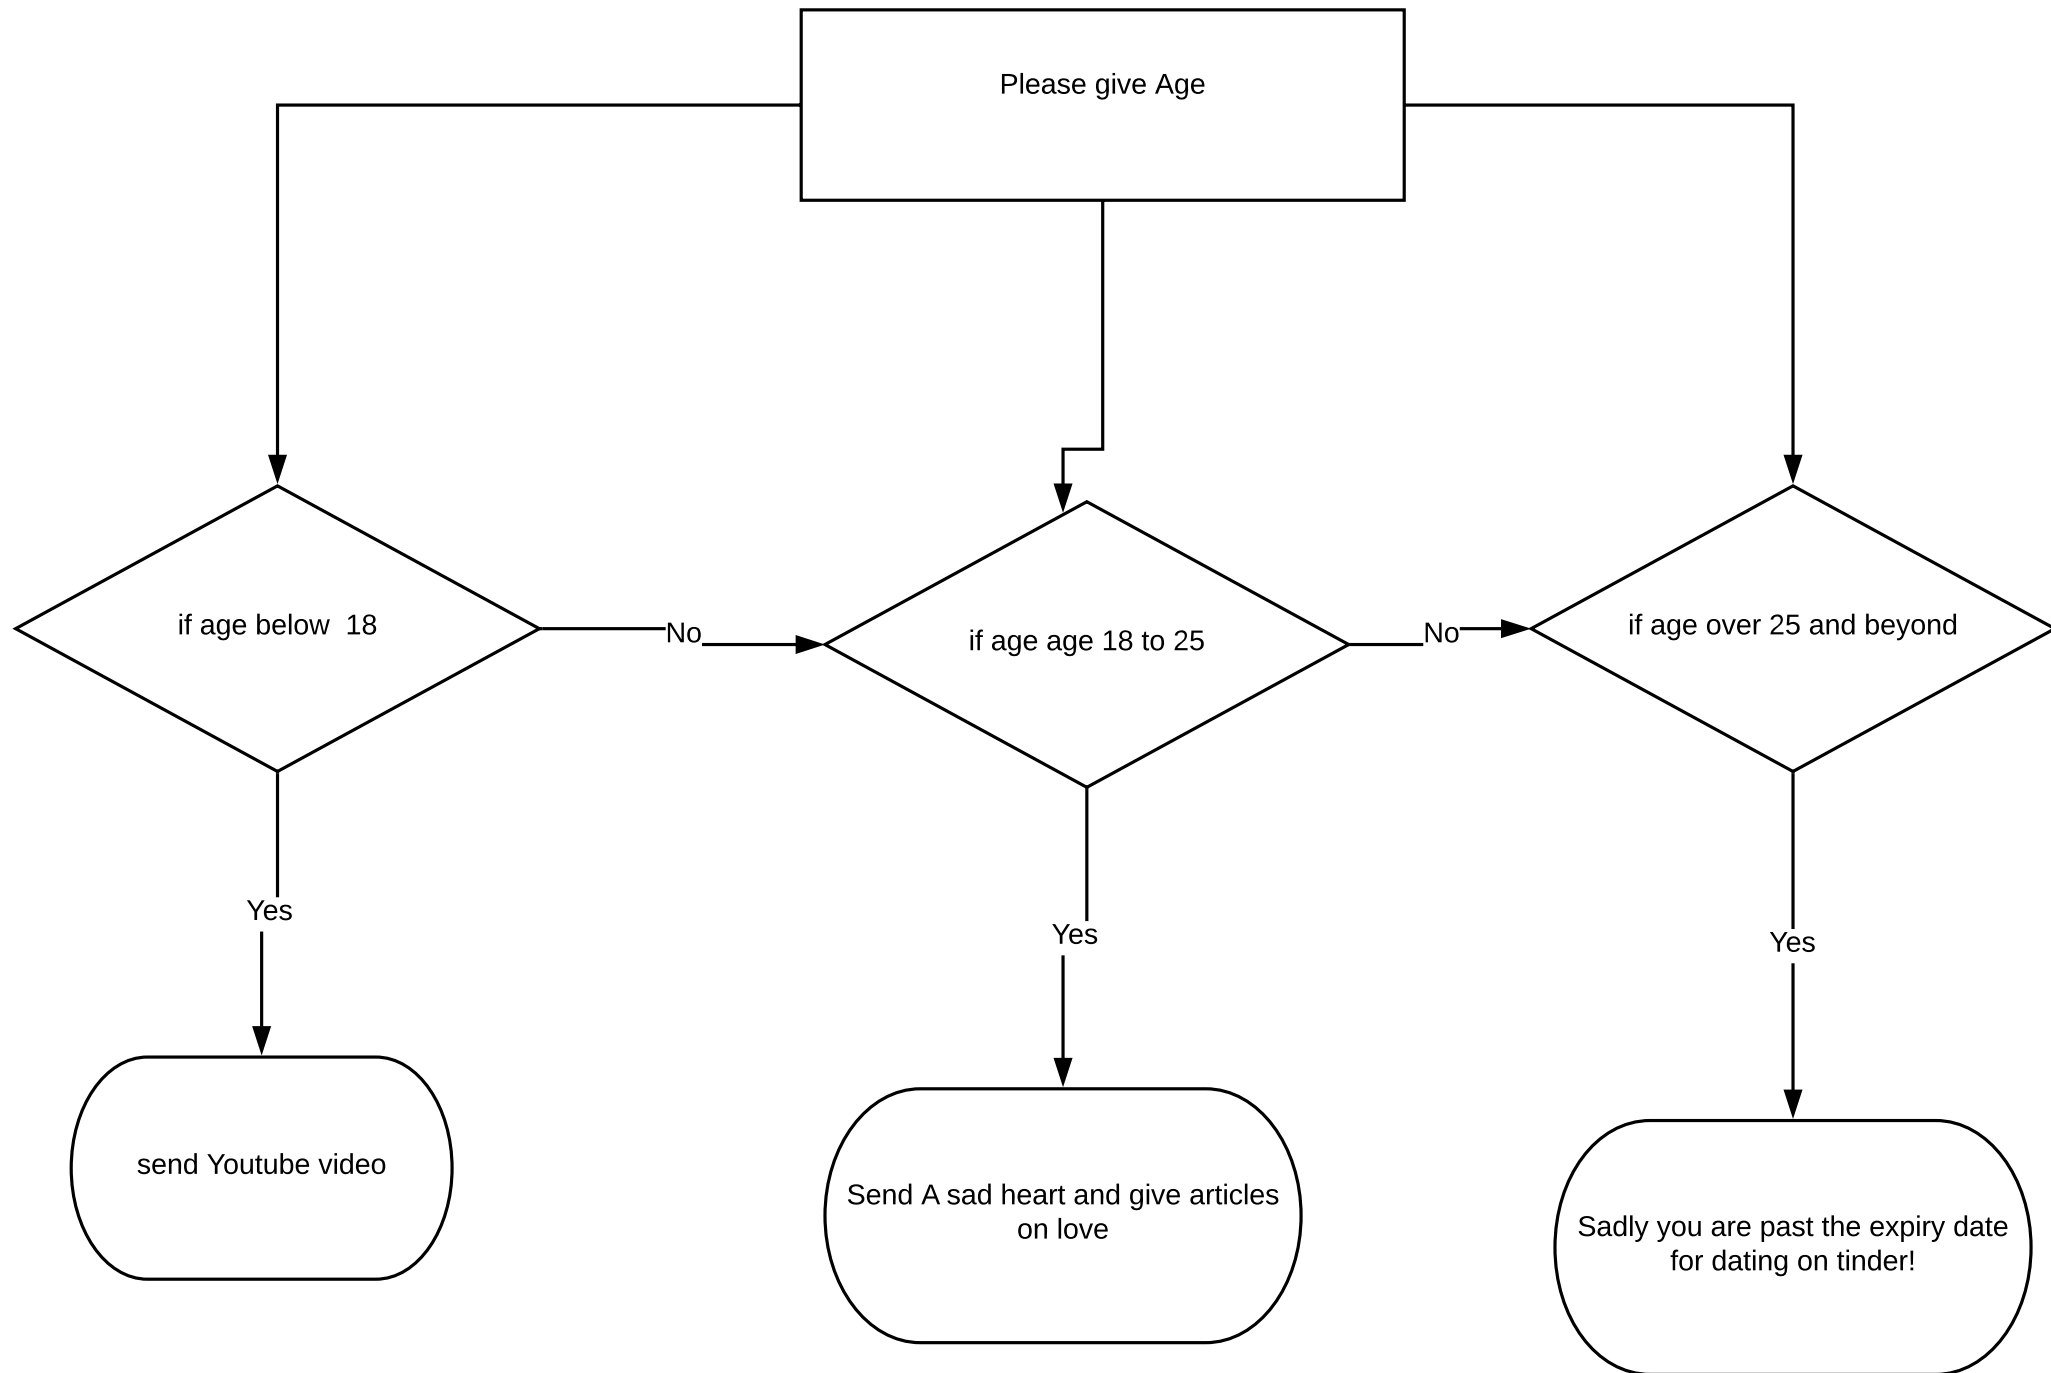 Please give Age
if age below  18
No
if age age 18 to 25
No
if age over 25 and beyond
Yes
Yes
Yes
send Youtube video
Send A sad heart and give articles
on love
Sadly you are past the expiry date
for dating on tinder!